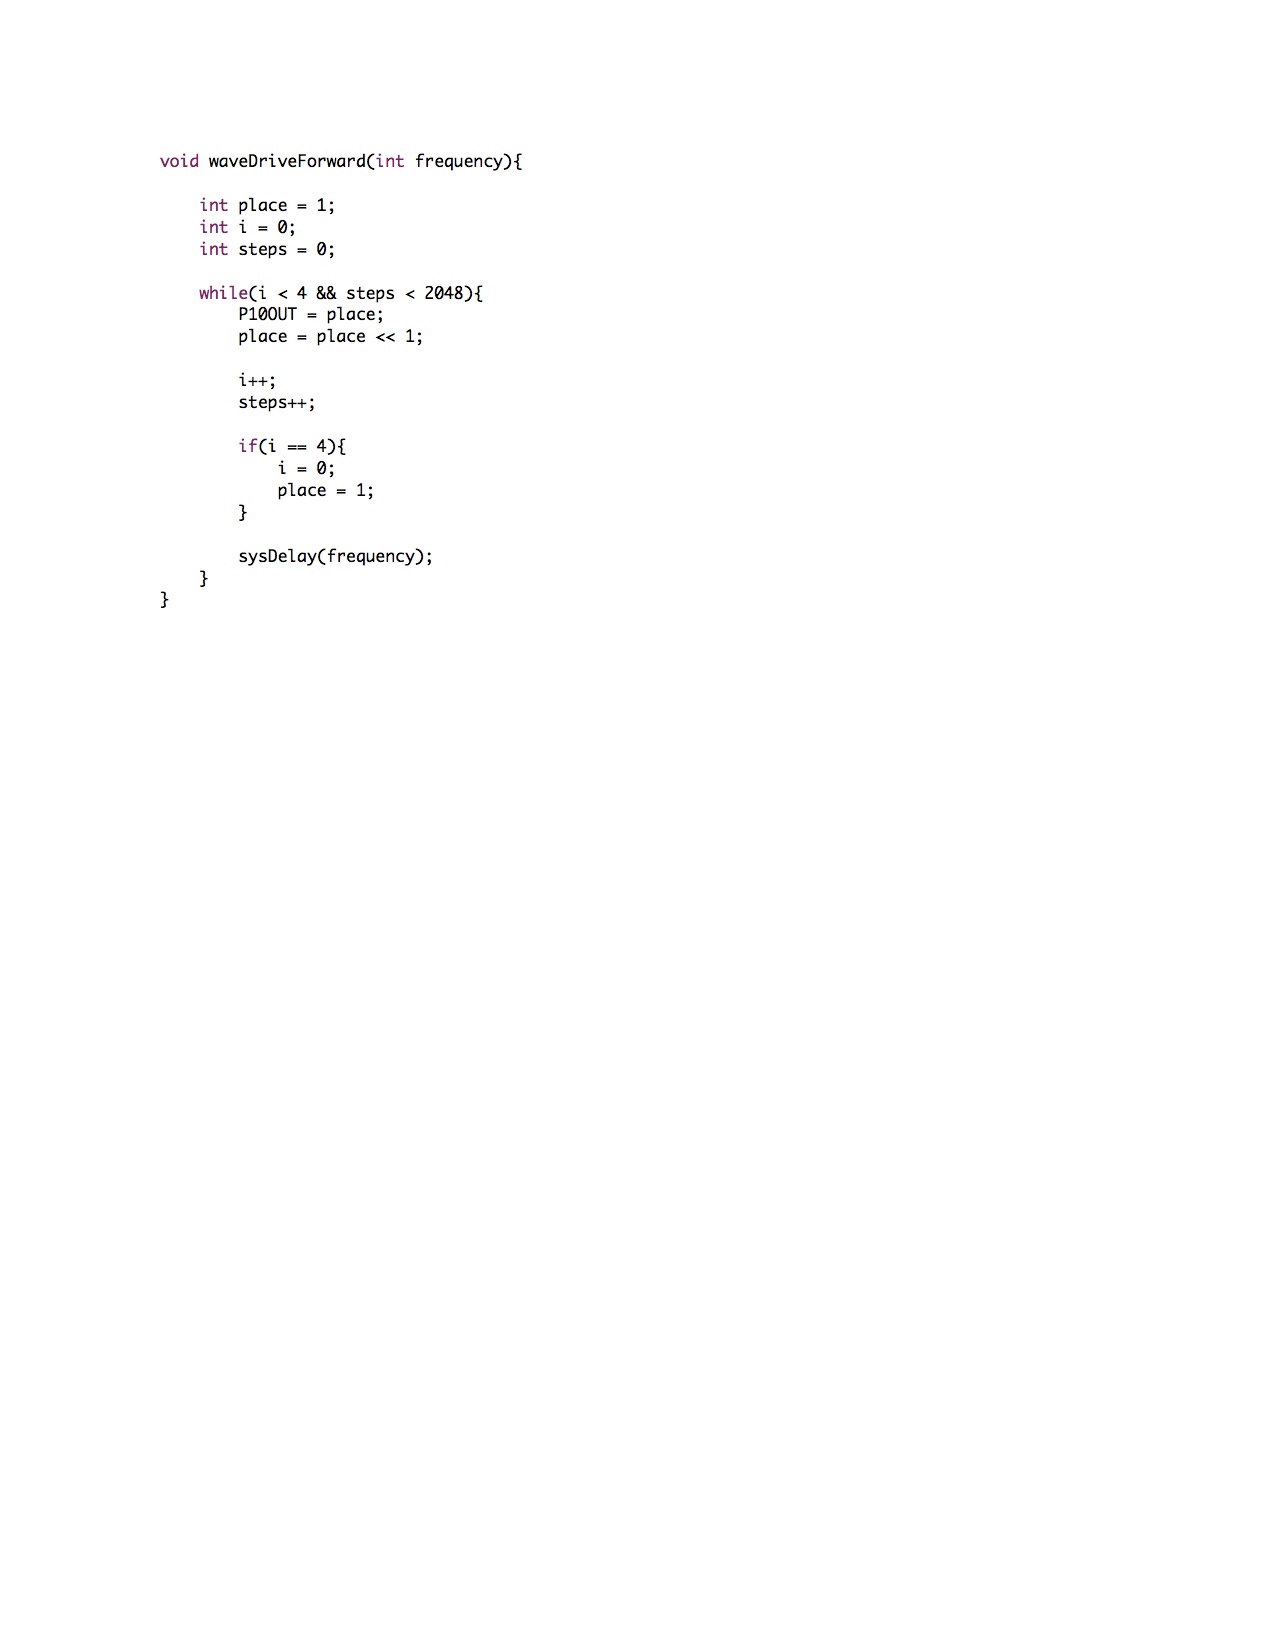 void waveDriveForward(int frequency){
int place = 1;
int i = 0;
int steps = 0;
while(i < 4 && steps < 2048){
P10OUT = place;
place = place << 1;
i++;
steps++;
if(i == 4){
i = 0;
place = 1;
}
sysDelay(frequency);
}
}